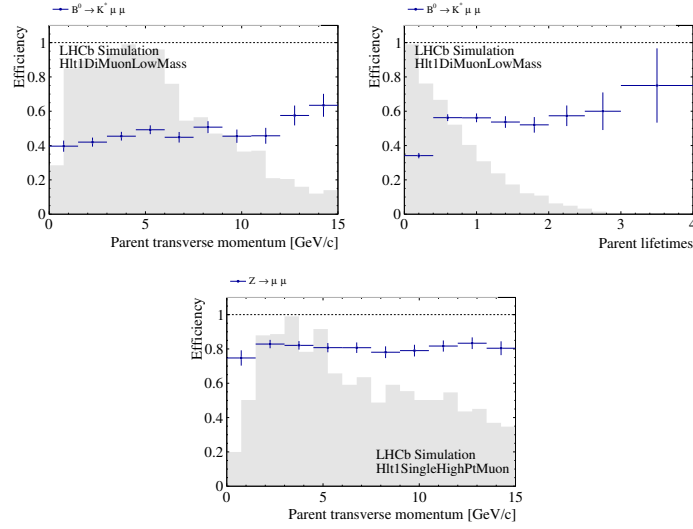 B⁰ → K* μ μ
LHCb Simulation
Hlt1DiMuonLowMass
Efficiency
1
0.8
0.6
0.4
0.2
0
0 5 10 15
Parent transverse momentum [GeV/c]
B⁰ → K* μ μ
LHCb Simulation
Hlt1DiMuonLowMass
Efficiency
1
0.8
0.6
0.4
0.2
0
0 1 2 3 4
Parent lifetimes
Z → μ μ
Efficiency
1
0.8
0.6
0.4
0.2
0
LHCb Simulation
Hlt1SingleHighPtMuon
0 5 10 15
Parent transverse momentum [GeV/c]